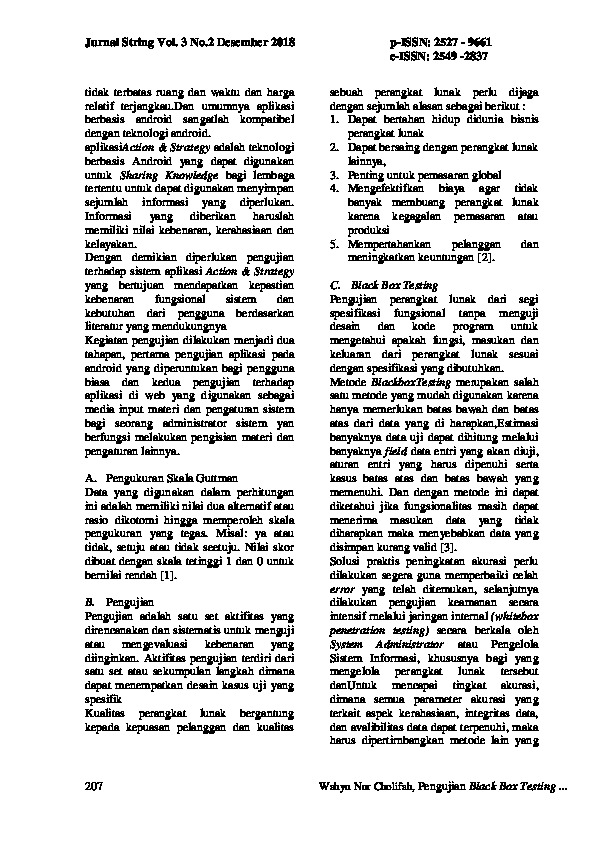 Jurnal String Vol. 3 No.2 Desember 2018
p-ISSN: 2527 - 9661
e-ISSN: 2549 -2837
tidak terbatas ruang dan waktu dan harga
relatif terjangkau.Dan umumnya aplikasi
berbasis android sangatlah kompatibel
dengan teknologi android.
aplikasiAction & Strategy adalah teknologi
berbasis Android yang dapat digunakan
untuk Sharing Knowledge bagi lembaga
tertentu untuk dapat digunakan menyimpan
sejumlah informasi yang diperlukan.
Informasi yang diberikan haruslah
memiliki nilai kebenaran, kerahasiaan dan
kelayakan.
Dengan demikian diperlukan pengujian
terhadap sistem aplikasi Action & Strategy
yang bertujuan mendapatkan kepastian
kebenaran fungsional sistem dan
kebutuhan dari pengguna berdasarkan
literatur yang mendukungnya
Kegiatan pengujian dilakukan menjadi dua
tahapan, pertama pengujian aplikasi pada
android yang diperuntukan bagi pengguna
biasa dan kedua pengujian terhadap
aplikasi di web yang digunakan sebagai
media input materi dan pengaturan sistem
bagi seorang administrator sistem yan
berfungsi melakukan pengisian materi dan
pengaturan lainnya.
A. Pengukuran Skala Guttman
Data yang digunakan dalam perhitungan
ini adalah memiliki nilai dua alternatif atau
rasio dikotomi hingga memperoleh skala
pengukuran yang tegas. Misal: ya atau
tidak, setuju atau tidak seetuju. Nilai skor
dibuat dengan skala tetinggi 1 dan 0 untuk
bernilai rendah [1].
B. Pengujian
Pengujian adalah satu set aktifitas yang
direncanakan dan sistematis untuk menguji
atau mengevaluasi kebenaran yang
diinginkan. Aktifitas pengujian terdiri dari
satu set atau sekumpulan langkah dimana
dapat menempatkan desain kasus uji yang
spesifik
Kualitas perangkat lunak bergantung
kepada kepuasan pelanggan dan kualitas
sebuah perangkat lunak perlu dijaga
dengan sejumlah alasan sebagai berikut :
1. Dapat bertahan hidup didunia bisnis
perangkat lunak
2. Dapat bersaing dengan perangkat lunak
lainnya,
3. Penting untuk pemasaran global
4. Mengefektifkan biaya agar tidak
banyak membuang perangkat lunak
karena kegagalan pemasaran atau
produksi
5. Mempertahankan pelanggan dan
meningkatkan keuntungan [2].
C. Black Box Testing
Pengujian perangkat lunak dari segi
spesifikasi fungsional tanpa menguji
desain dan kode program untuk
mengetahui apakah fungsi, masukan dan
keluaran dari perangkat lunak sesuai
dengan spesifikasi yang dibutuhkan.
Metode BlackboxTesting merupakan salah
satu metode yang mudah digunakan karena
hanya memerlukan batas bawah dan batas
atas dari data yang di harapkan,Estimasi
banyaknya data uji dapat dihitung melalui
banyaknya field data entri yang akan diuji,
aturan entri yang harus dipenuhi serta
kasus batas atas dan batas bawah yang
memenuhi. Dan dengan metode ini dapat
diketahui jika fungsionalitas masih dapat
menerima masukan data yang tidak
diharapkan maka menyebabkan data yang
disimpan kurang valid [3].
Solusi praktis peningkatan akurasi perlu
dilakukan segera guna memperbaiki celah
error yang telah ditemukan, selanjutnya
dilakukan pengujian keamanan secara
intensif melalui jaringan internal (whitebox
penetration testing) secara berkala oleh
System Administrator atau Pengelola
Sistem Informasi, khususnya bagi yang
mengelola perangkat lunak tersebut
danUntuk mencapai tingkat akurasi,
dimana semua parameter akurasi yang
terkait aspek kerahasiaan, integritas data,
dan avalibilitas data dapat terpenuhi, maka
harus dipertimbangkan metode lain yang
207
Wahyu Nur Cholifah, Pengujian Black Box Testing ...